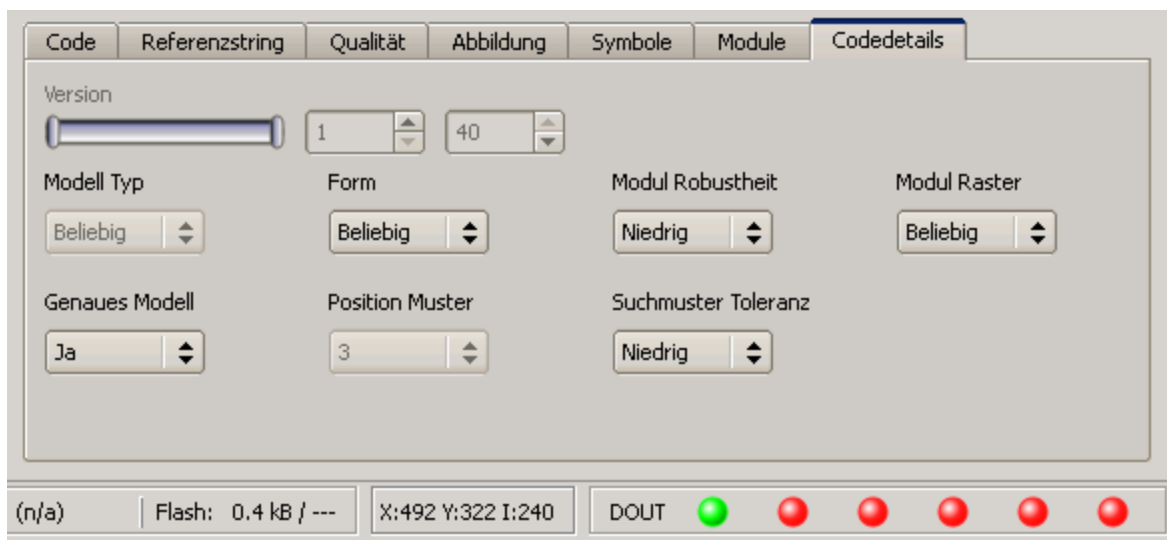 Code Referenzstring Qualität Abbildung Symbole Module Codedetails
Version
1 40
Modell Typ Form Modul Robustheit Modul Raster
Beliebig Beliebig Niedrig Beliebig
Genaues Modell Position Muster Suchmuster Toleranz
Ja 3 Niedrig
(n/a) Flash: 0.4 kB / --- X:492 Y:322 I:240 DOUT